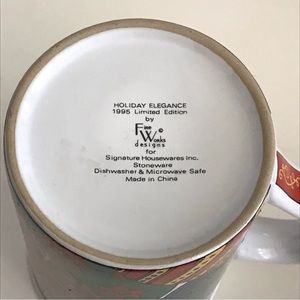 HOLIDAY ELEGANCE
1995 Limited Edition
by
Fine ©
Works
designs
for
Signature Housewares Inc.
Stoneware
Dishwasher & Microwave Safe
Made in China